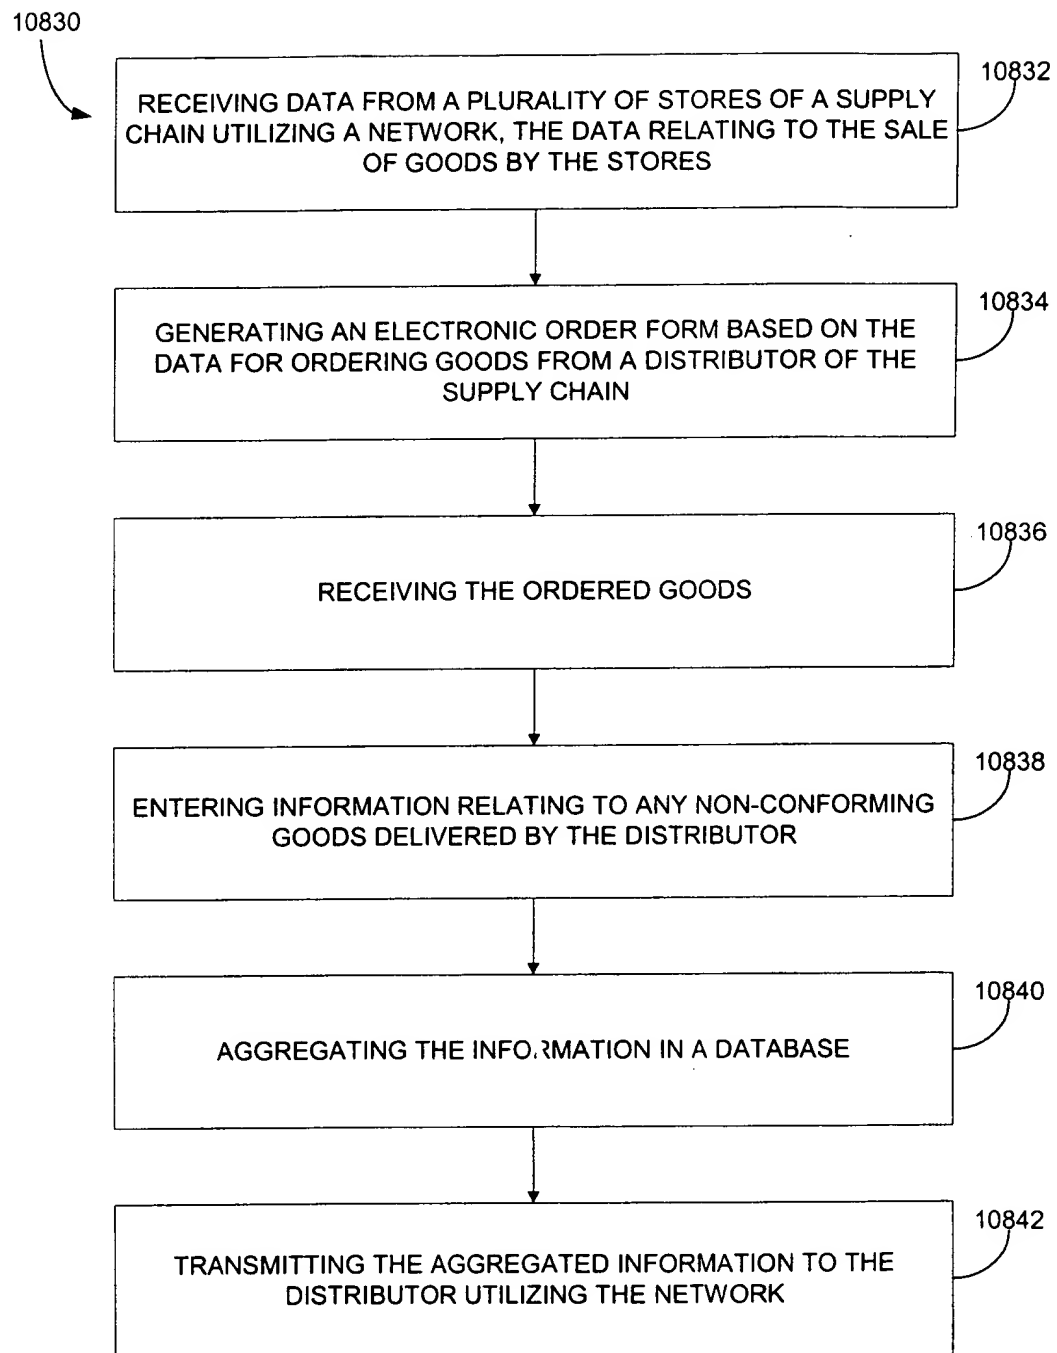 10830
10832
RECEIVING DATA FROM A PLURALITY OF STORES OF A SUPPLY
CHAIN UTILIZING A NETWORK, THE DATA RELATING TO THE SALE
OF GOODS BY THE STORES
10834
GENERATING AN ELECTRONIC ORDER FORM BASED ON THE
DATA FOR ORDERING GOODS FROM A DISTRIBUTOR OF THE
SUPPLY CHAIN
10836
RECEIVING THE ORDERED GOODS
10838
ENTERING INFORMATION RELATING TO ANY NON-CONFORMING
GOODS DELIVERED BY THE DISTRIBUTOR
10840
AGGREGATING THE INFORMATION IN A DATABASE
10842
TRANSMITTING THE AGGREGATED INFORMATION TO THE
DISTRIBUTOR UTILIZING THE NETWORK